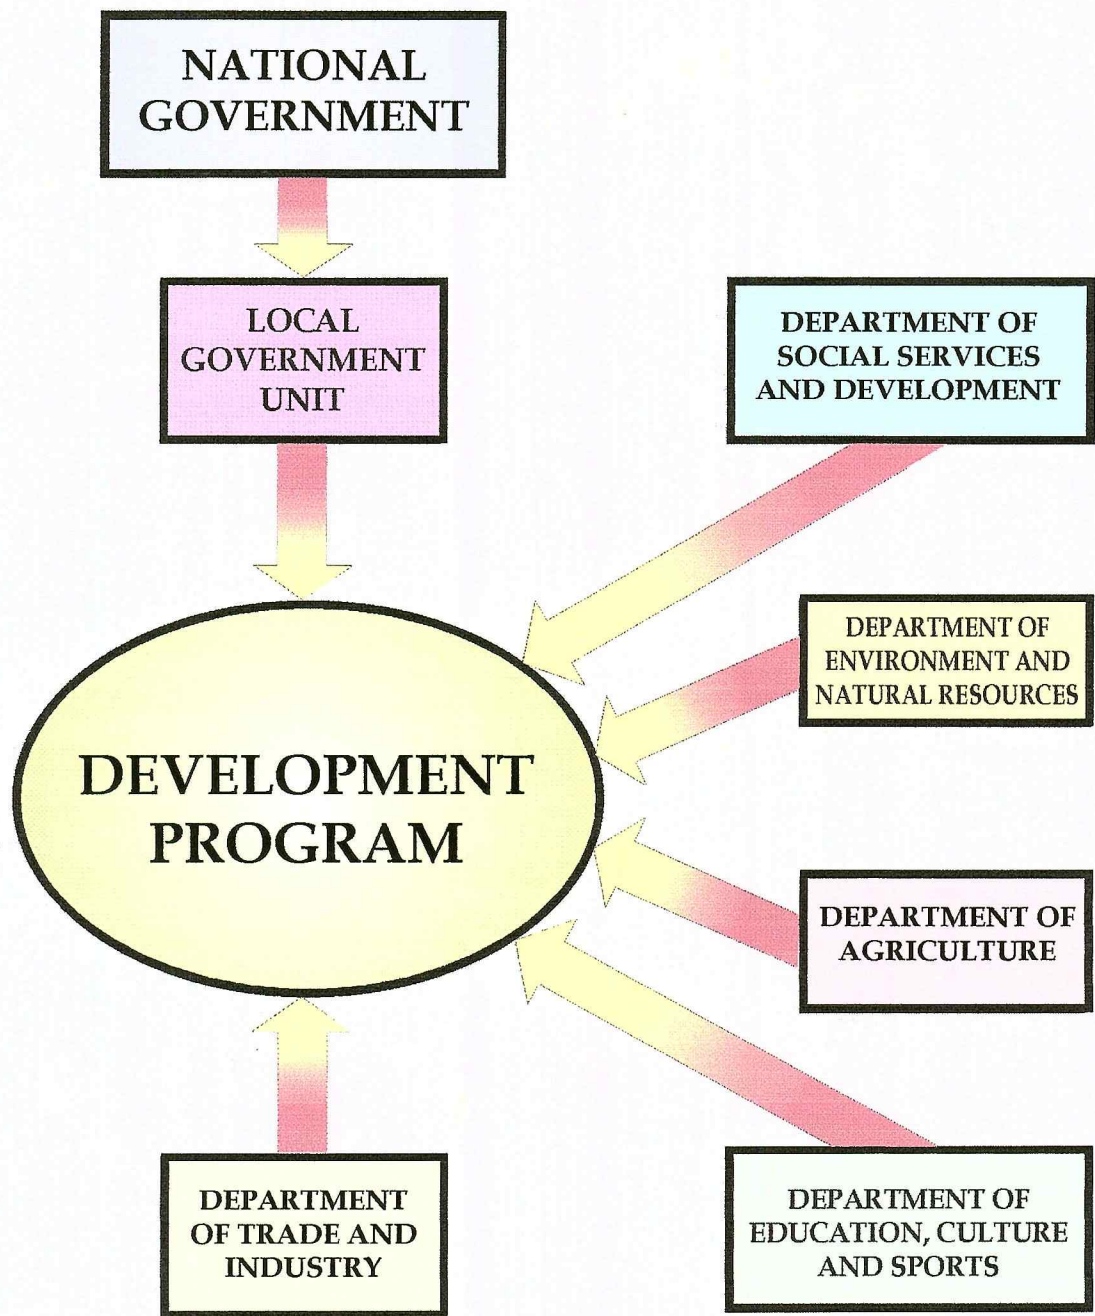 NATIONAL
GOVERNMENT
LOCAL
GOVERNMENT
UNIT
DEPARTMENT OF
SOCIAL SERVICES
AND DEVELOPMENT
DEPARTMENT OF
ENVIRONMENT AND
NATURAL RESOURCES
DEVELOPMENT
PROGRAM
DEPARTMENT OF
AGRICULTURE
DEPARTMENT
OF TRADE AND
INDUSTRY
DEPARTMENT OF
EDUCATION, CULTURE
AND SPORTS